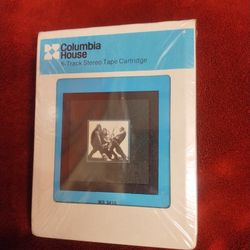 Columbia
House
8-Track Stereo Tape Cartridge